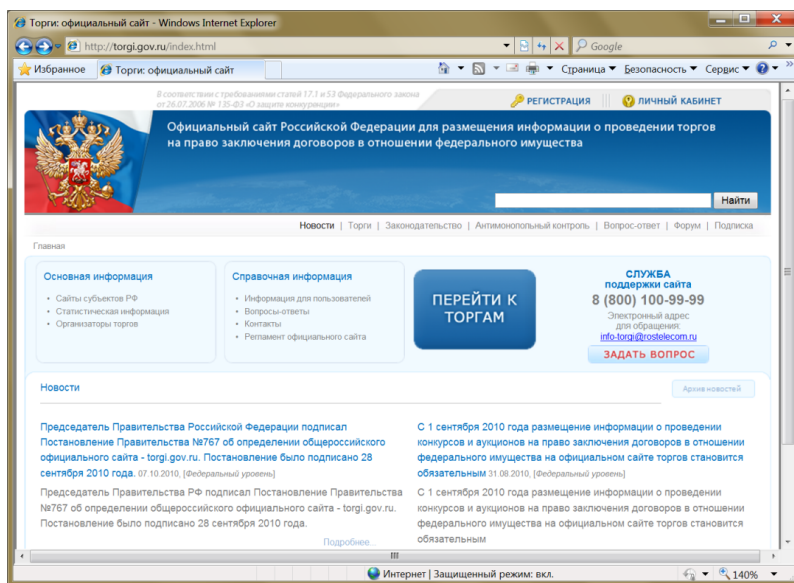 Торги: официальный сайт - Windows Internet Explorer
http://torgi.gov.ru/index.html
Google
Избранное
Торги: официальный сайт
Страница
Безопасность
Сервис
В соответствии с требованиями статей 17.1 и 53 Федерального закона
от 26.07.2006 № 135-ФЗ «О защите конкуренции»
РЕГИСТРАЦИЯ
ЛИЧНЫЙ КАБИНЕТ
Официальный сайт Российской Федерации для размещения информации о проведении торгов
на право заключения договоров в отношении федерального имущества
Найти
Новости | Торги | Законодательство | Антимонопольный контроль | Вопрос-ответ | Форум | Подписка
Главная
Основная информация
• Сайты субъектов РФ
• Статистическая информация
• Организаторы торгов
Справочная информация
• Информация для пользователей
• Вопросы-ответы
• Контакты
• Регламент официального сайта
ПЕРЕЙТИ К
ТОРГАМ
СЛУЖБА
поддержки сайта
8 (800) 100-99-99
Электронный адрес
для обращения:
info-torgi@rostelecom.ru
ЗАДАТЬ ВОПРОС
Новости
Архив новостей
Председатель Правительства Российской Федерации подписал
Постановление Правительства №767 об определении общероссийского
официального сайта - torgi.gov.ru. Постановление было подписано 28
сентября 2010 года. 07.10.2010, [Федеральный уровень]
Председатель Правительства РФ подписал Постановление Правительства
№767 об определении общероссийского официального сайта - torgi.gov.ru.
Постановление было подписано 28 сентября 2010 года.
Подробнее...
С 1 сентября 2010 года размещение информации о проведении
конкурсов и аукционов на право заключения договоров в отношении
федерального имущества на официальном сайте торгов становится
обязательным 31.08.2010, [Федеральный уровень]
С 1 сентября 2010 года размещение информации о проведении
конкурсов и аукционов на право заключения договоров в отношении
федерального имущества на официальном сайте торгов становится
обязательным
Интернет | Защищенный режим: вкл.
140%